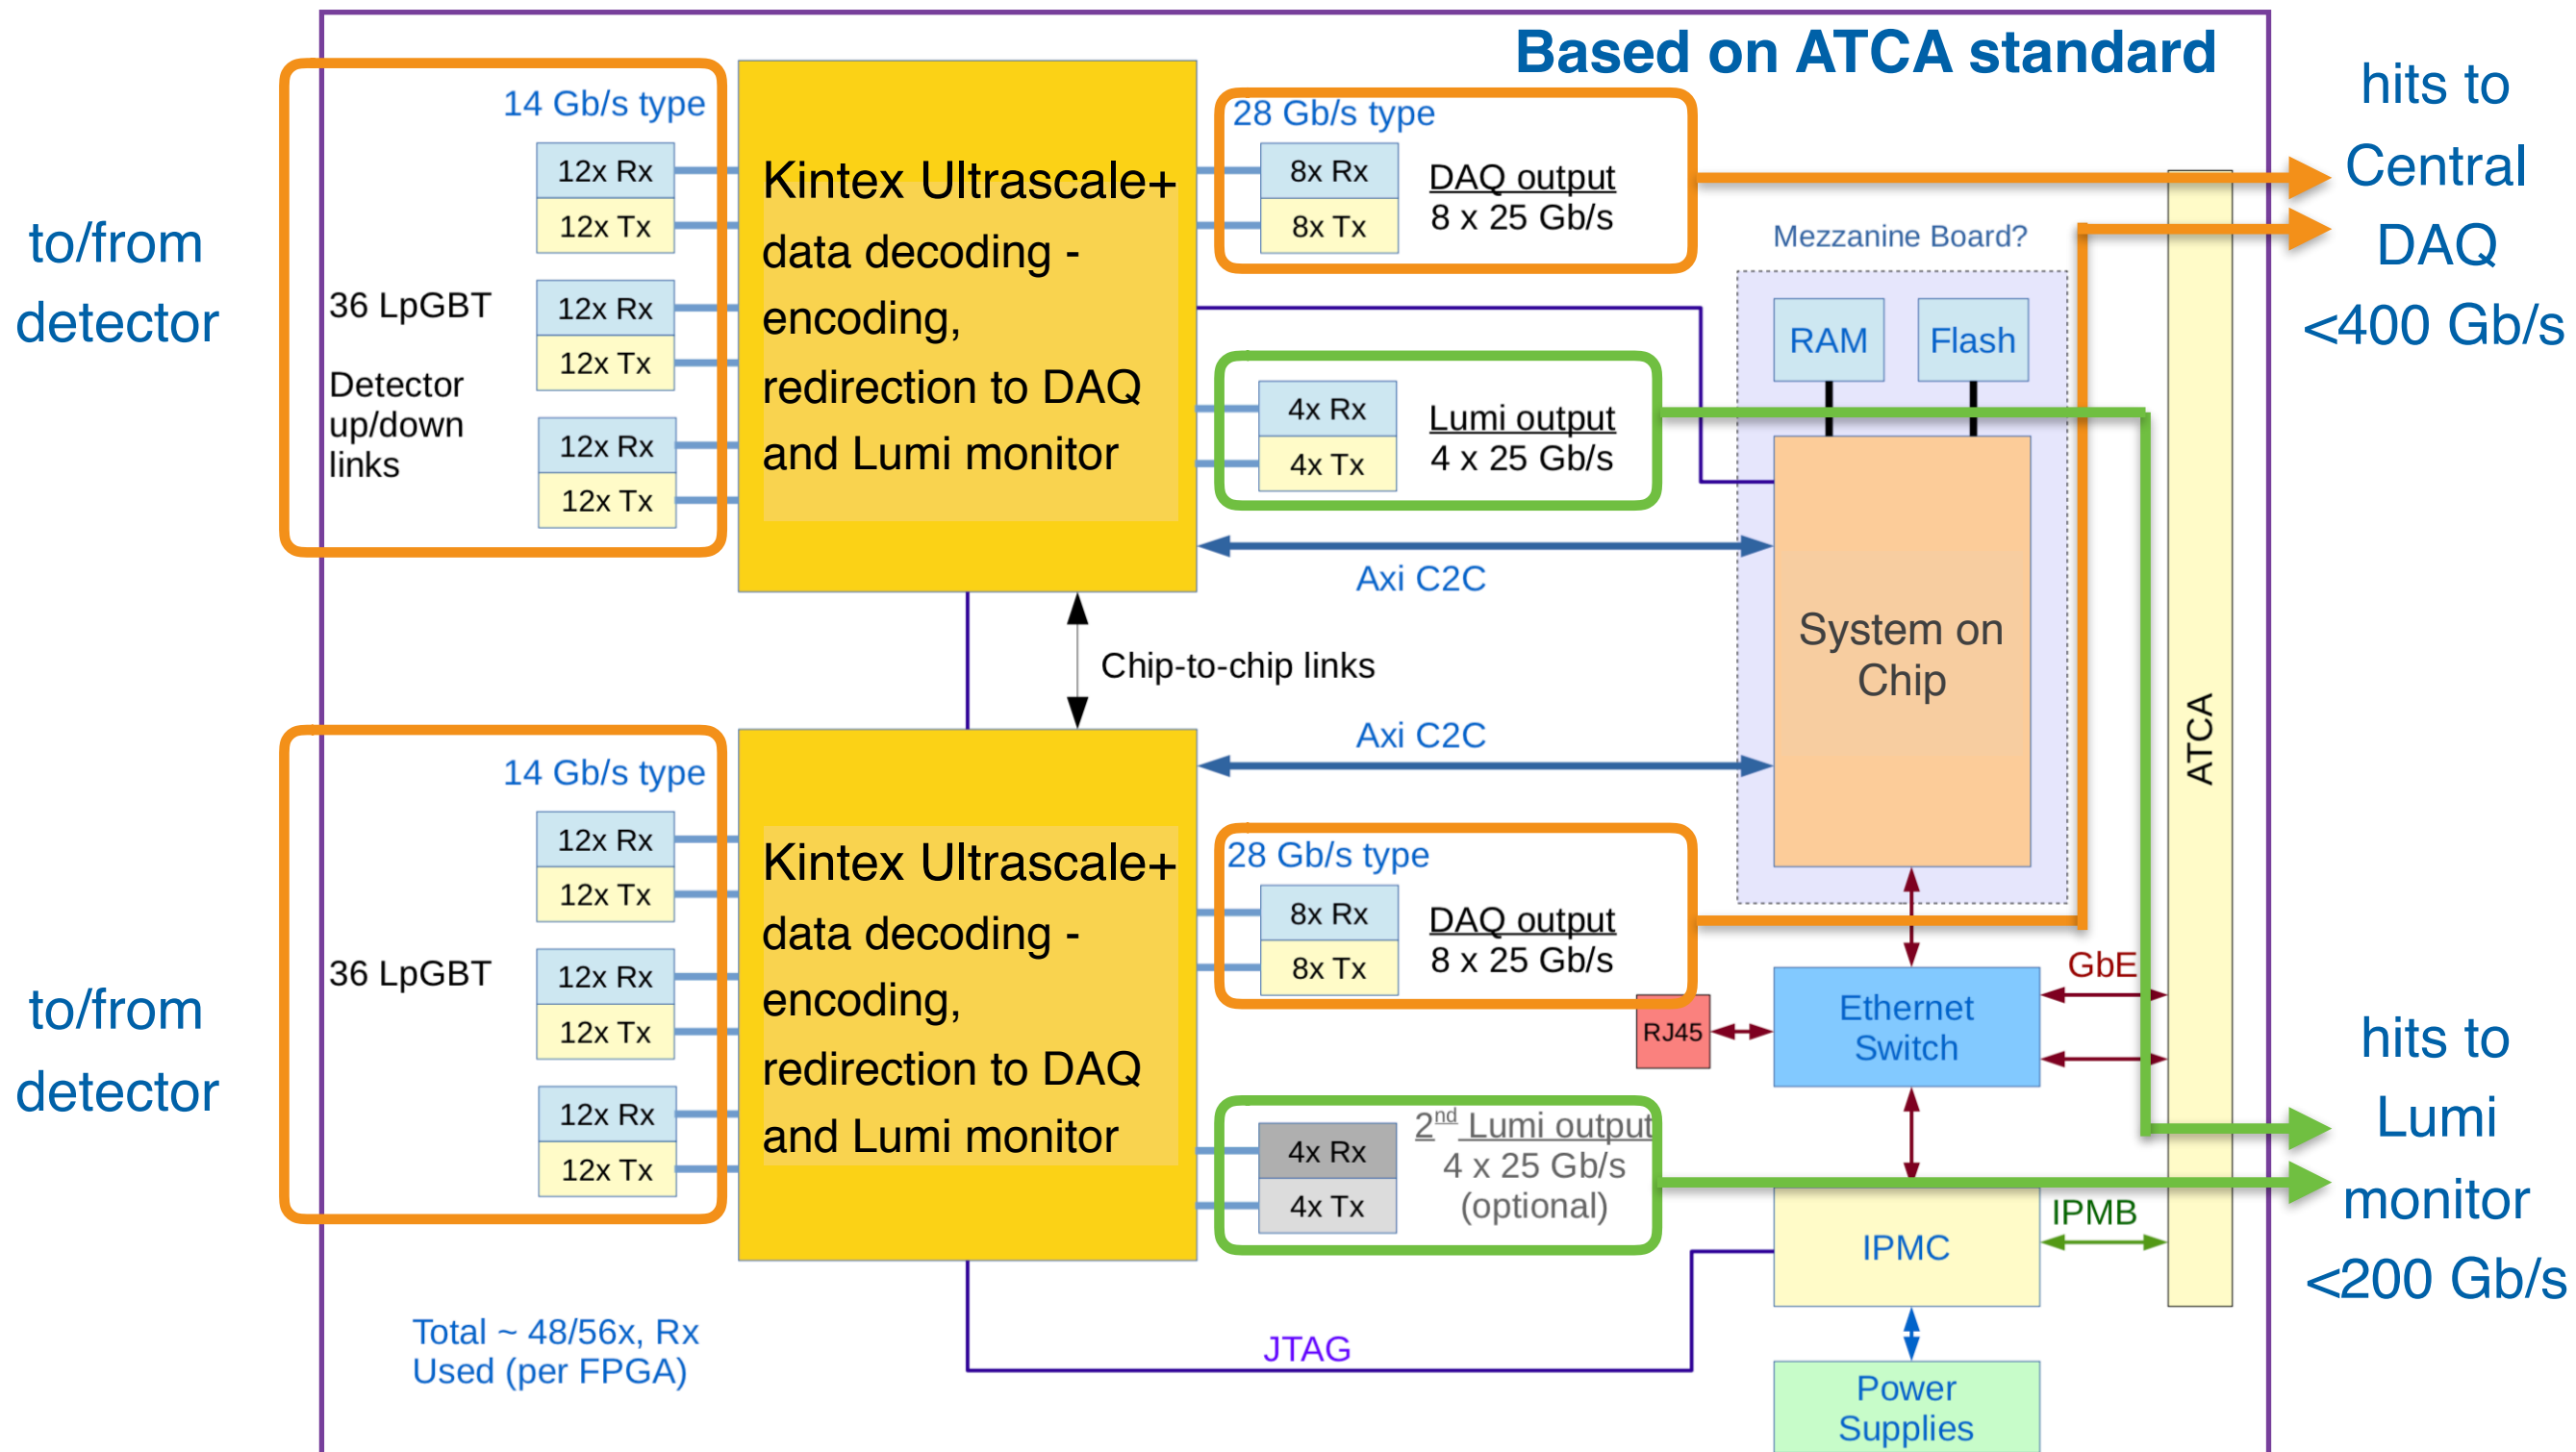 Based on ATCA standard
to/from
detector
14 Gb/s type
12x Rx
12x Tx
36 LpGBT
12x Rx
12x Tx
Detector
up/down
links
12x Rx
12x Tx
Kintex Ultrascale+
data decoding -
encoding,
redirection to DAQ
and Lumi monitor
28 Gb/s type
8x Rx
8x Tx
DAQ output
8 x 25 Gb/s
4x Rx
4x Tx
Lumi output
4 x 25 Gb/s
Axi C2C
Mezzanine Board?
RAM
Flash
System on
Chip
hits to
Central
DAQ
<400 Gb/s
Chip-to-chip links
ATCA
to/from
detector
14 Gb/s type
12x Rx
12x Tx
36 LpGBT
12x Rx
12x Tx
12x Rx
12x Tx
Kintex Ultrascale+
data decoding -
encoding,
redirection to DAQ
and Lumi monitor
Axi C2C
28 Gb/s type
8x Rx
8x Tx
DAQ output
8 x 25 Gb/s
RJ45
Ethernet
Switch
GbE
4x Rx
4x Tx
2nd Lumi output
4 x 25 Gb/s
(optional)
IPMC
IPMB
hits to
Lumi
monitor
<200 Gb/s
Total ~ 48/56x, Rx
Used (per FPGA)
JTAG
Power
Supplies